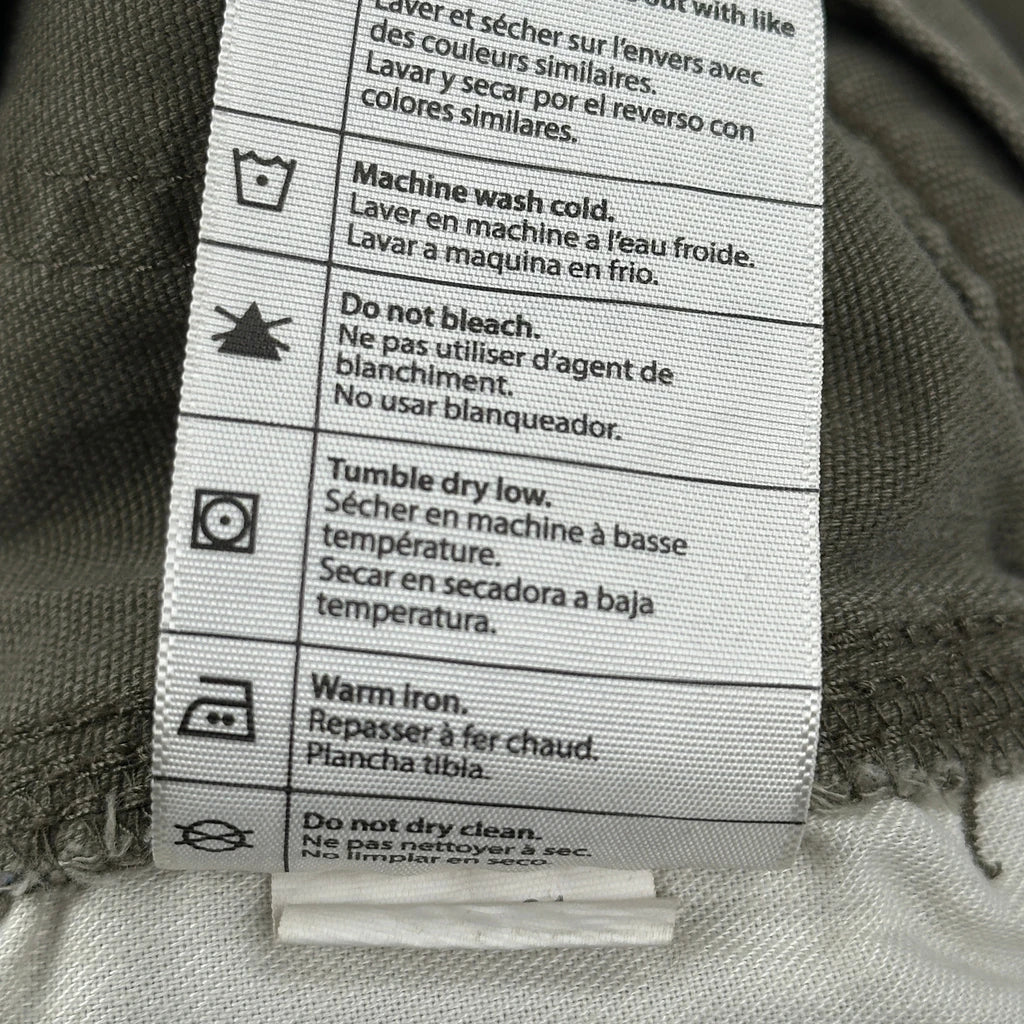 out with like
Laver et sécher sur l'envers avec
des couleurs similaires.
Lavar y secar por el reverso con
colores similares.
Machine wash cold.
Laver en machine a l'eau froide.
Lavar a maquina en frio.
Do not bleach.
Ne pas utiliser d'agent de
blanchiment.
No usar blanqueador.
Tumble dry low.
Sécher en machine à basse
température.
Secar en secadora a baja
temperatura.
Warm iron.
Repasser à fer chaud.
Plancha tibia.
Do not dry clean.
Ne pas nettoyer à sec.
No limpiar en seco.